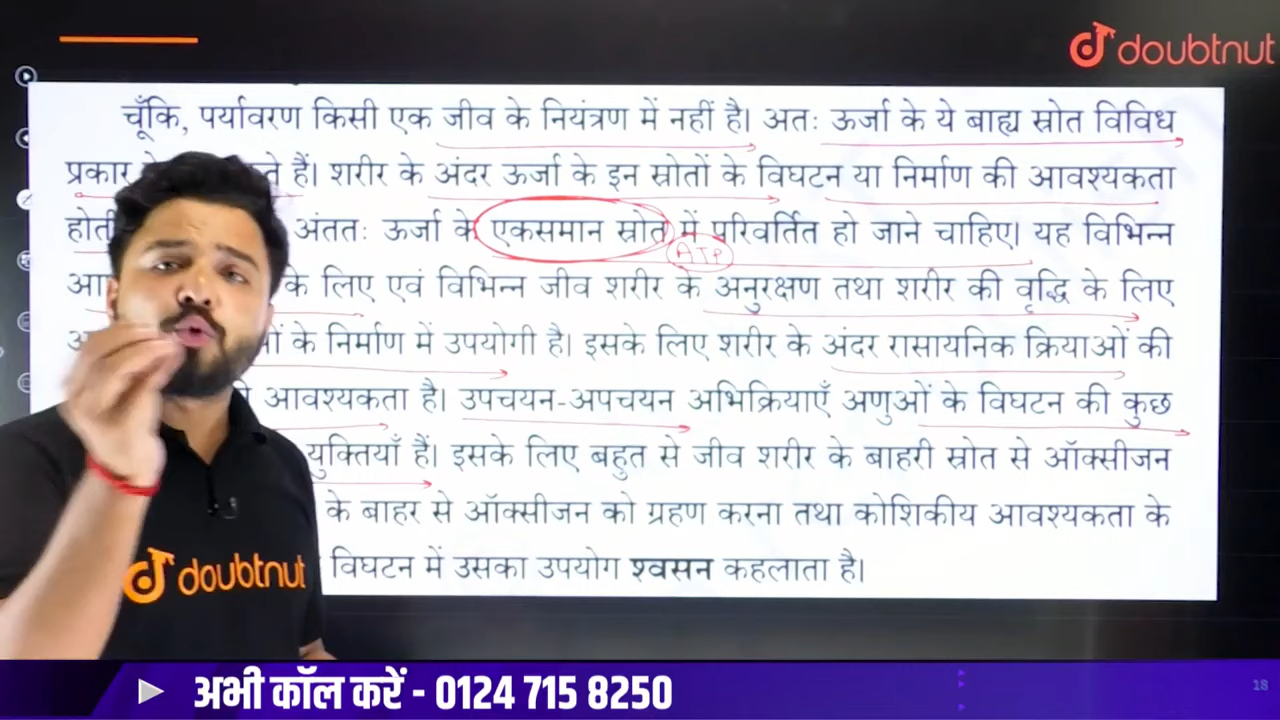 doubtnut
चूँकि, पर्यावरण किसी एक जीव के नियंत्रण में नहीं है। अतः ऊर्जा के ये बाह्य स्रोत विविध
प्रकार हैं। शरीर के अंदर ऊर्जा के इन स्रोतों के विघटन या निर्माण की आवश्यकता
अंततः ऊर्जा के एकसमान स्रोत में परिवर्तित हो जाने चाहिए। यह विभिन्न
ATP
के लिए एवं विभिन्न जीव शरीर के अनुरक्षण तथा शरीर की वृद्धि के लिए
के निर्माण में उपयोगी है। इसके लिए शरीर के अंदर रासायनिक क्रियाओं की
आवश्यकता है। उपचयन-अपचयन अभिक्रियाएँ अणुओं के विघटन की कुछ
युक्तियाँ हैं। इसके लिए बहुत से जीव शरीर के बाहरी स्रोत से ऑक्सीजन
के बाहर से ऑक्सीजन को ग्रहण करना तथा कोशिकीय आवश्यकता के
विघटन में उसका उपयोग श्वसन कहलाता है।
doubtnut
अभी कॉल करें - 0124 715 8250
18